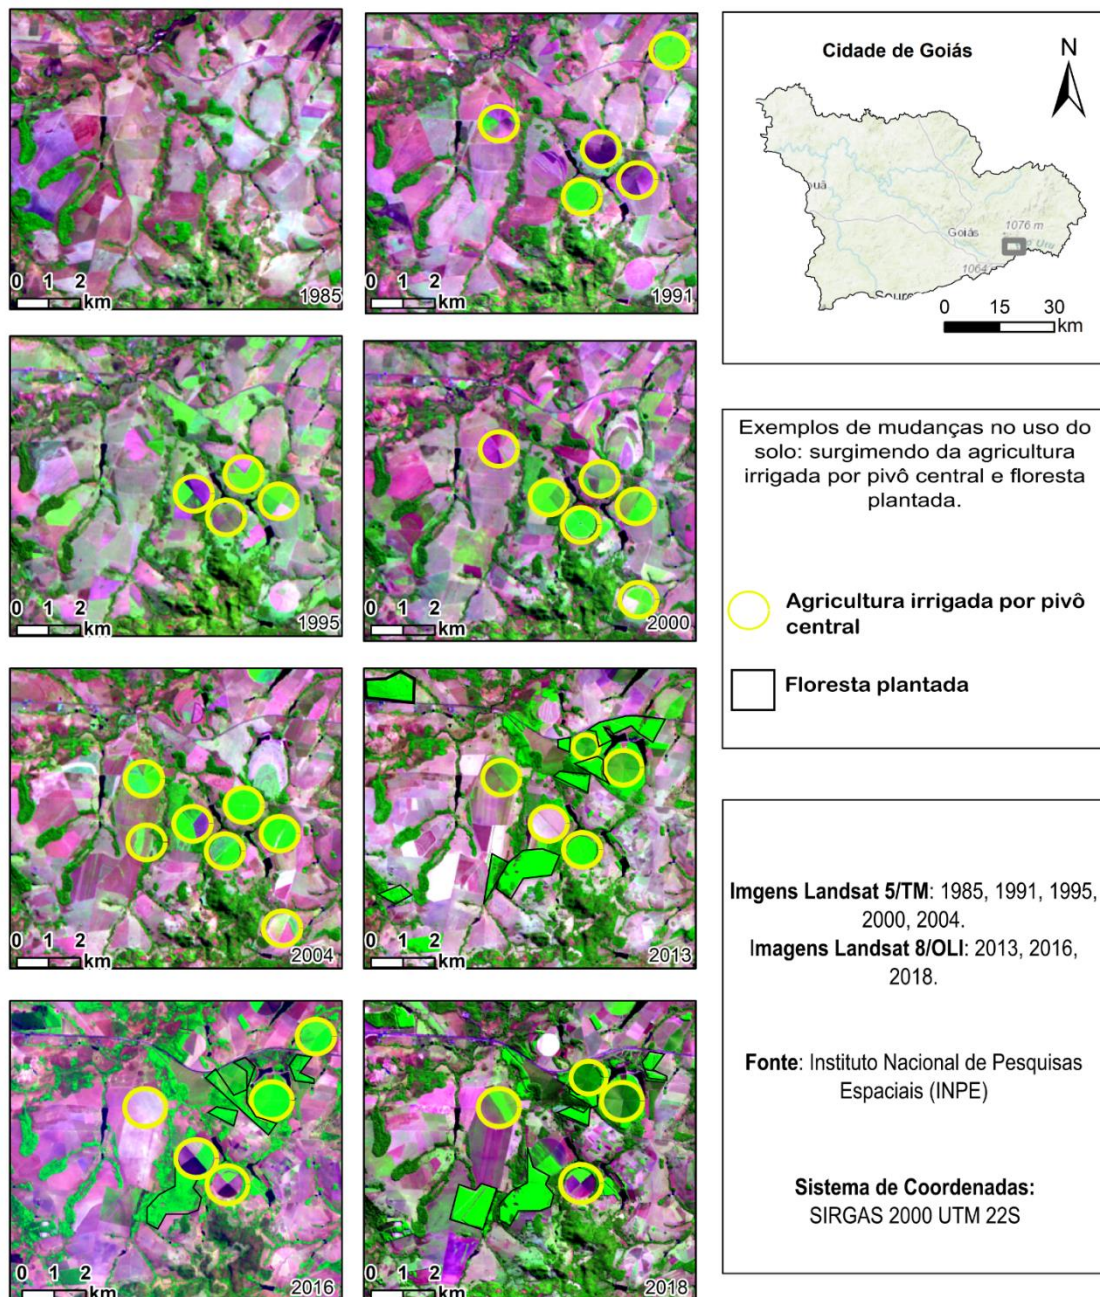 0 1 2
km
1985
0 1 2
km
1991
Cidade de Goiás
N
uá
Goiás
1076 m
Uru
1064
0 15 30
km
0 1 2
km
1995
0 1 2
km
2000
Exemplos de mudanças no uso do
solo: surgimendo da agricultura
irrigada por pivô central e floresta
plantada.
Agricultura irrigada por pivô
central
Floresta plantada
0 1 2
km
2004
0 1 2
km
2013
Imgens Landsat 5/TM: 1985, 1991, 1995,
2000, 2004.
Imagens Landsat 8/OLI: 2013, 2016,
2018.
Fonte: Instituto Nacional de Pesquisas
Espaciais (INPE)
Sistema de Coordenadas:
SIRGAS 2000 UTM 22S
0 1 2
km
2016
0 1 2
km
2018